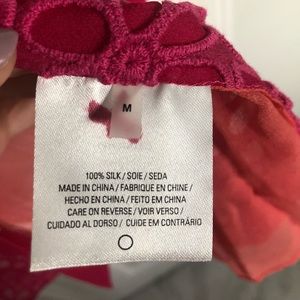 M
100% SILK / SOIE / SEDA
MADE IN CHINA / FABRIQUE EN CHINE /
HECHO EN CHINA / FEITO EM CHINA
CARE ON REVERSE / VOIR VERSO /
CUIDADO AL DORSO / CUIDE EM CONTRÁRIO